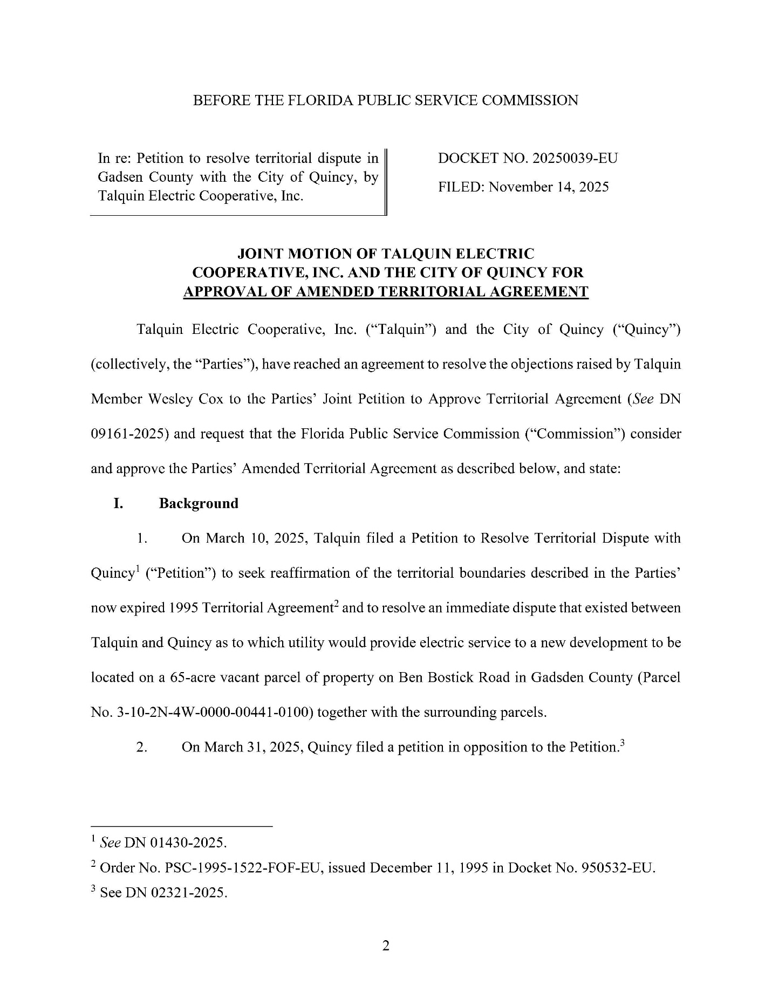 BEFORE THE FLORIDA PUBLIC SERVICE COMMISSION
In re: Petition to resolve territorial dispute in
Gadsen County with the City of Quincy, by
Talquin Electric Cooperative, Inc.
DOCKET NO. 20250039-EU
FILED: November 14, 2025
JOINT MOTION OF TALQUIN ELECTRIC
COOPERATIVE, INC. AND THE CITY OF QUINCY FOR
APPROVAL OF AMENDED TERRITORIAL AGREEMENT
Talquin Electric Cooperative, Inc. (“Talquin”) and the City of Quincy (“Quincy”)
(collectively, the “Parties”), have reached an agreement to resolve the objections raised by Talquin
Member Wesley Cox to the Parties’ Joint Petition to Approve Territorial Agreement (See DN
09161-2025) and request that the Florida Public Service Commission (“Commission”) consider
and approve the Parties’ Amended Territorial Agreement as described below, and state:
I. Background
1. On March 10, 2025, Talquin filed a Petition to Resolve Territorial Dispute with
Quincy1 (“Petition”) to seek reaffirmation of the territorial boundaries described in the Parties’
now expired 1995 Territorial Agreement2 and to resolve an immediate dispute that existed between
Talquin and Quincy as to which utility would provide electric service to a new development to be
located on a 65-acre vacant parcel of property on Ben Bostick Road in Gadsden County (Parcel
No. 3-10-2N-4W-0000-00441-0100) together with the surrounding parcels.
2. On March 31, 2025, Quincy filed a petition in opposition to the Petition.3
1 See DN 01430-2025.
2 Order No. PSC-1995-1522-FOF-EU, issued December 11, 1995 in Docket No. 950532-EU.
3 See DN 02321-2025.
2